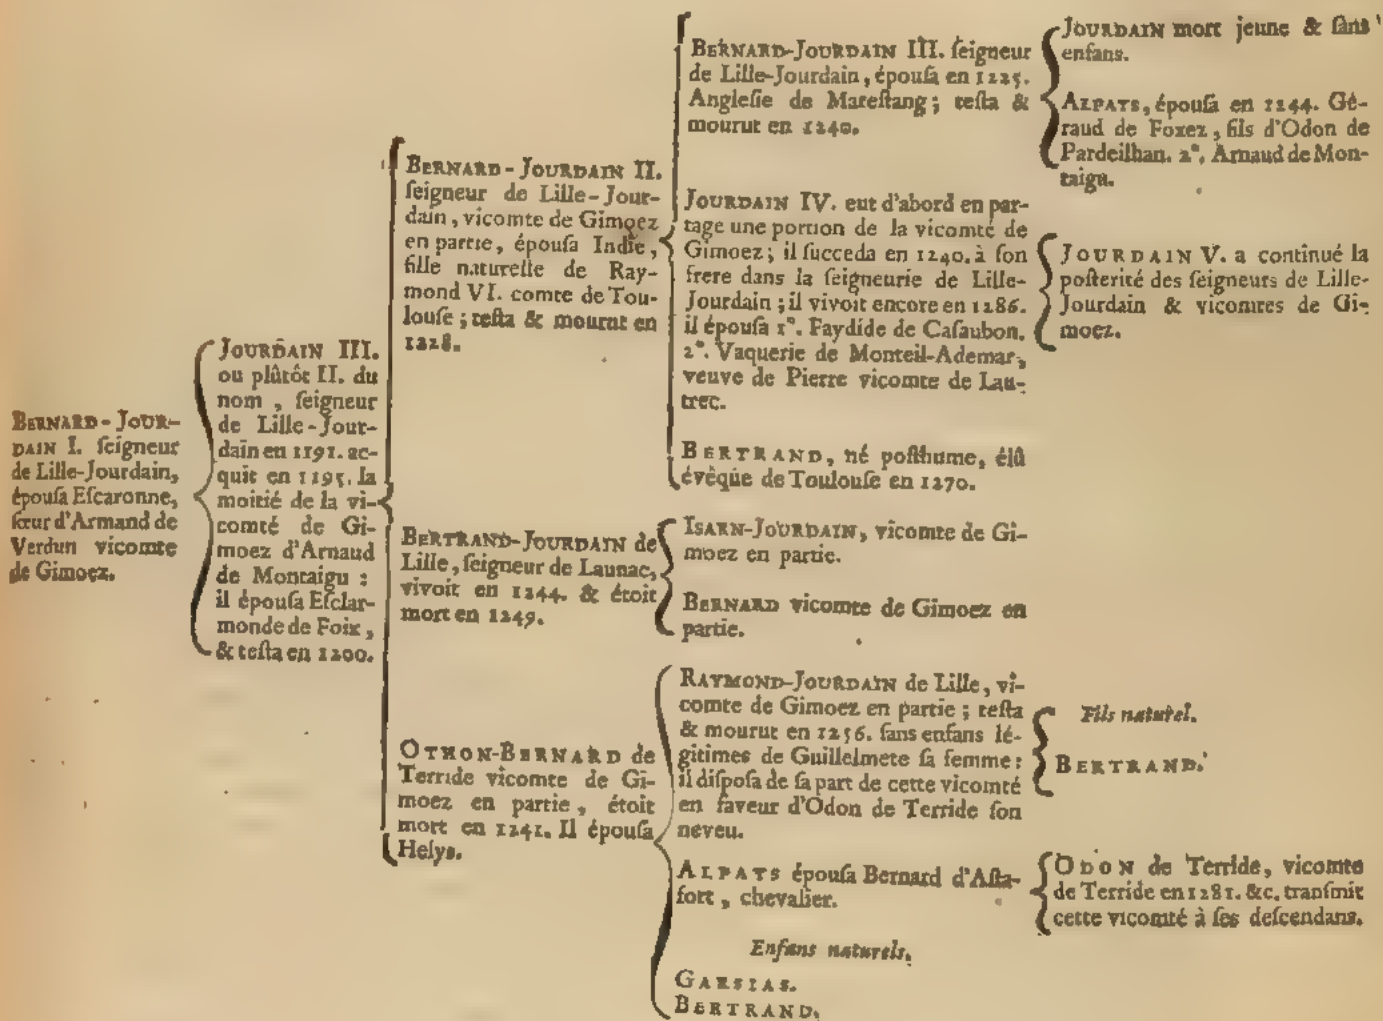 BERNARD-JOUR-
DAIN I. ſeigneur
de Lille-Jourdain,
épouſa Eſcaronne,
ſœur d'Armand de
Verdun vicomte
de Gimoez.
JOURDAIN III.
ou plûtôt II. du
nom, ſeigneur
de Lille-Jour-
dain en 1191. ac-
quit en 1195. la
moitié de la vi-
comté de Gi-
moez d'Arnaud
de Montaigu :
il épouſa Eſclar-
monde de Foix,
& teſta en 1200.
BERNARD-JOURDAIN II.
ſeigneur de Lille-Jour-
dain, vicomte de Gimoez
en partie, épouſa Indie,
fille naturelle de Ray-
mond VI. comte de Tou-
louſe ; teſta & mourut en
1228.
BERNARD-JOURDAIN III. ſeigneur
de Lille-Jourdain, épouſa en 1225.
Angleſie de Mareſtang ; teſta &
mourut en 1240.
JOURDAIN mort jeune & ſans
enfans.
ALPATS, épouſa en 1244. Gé-
raud de Foxez, fils d'Odon de
Pardeilhan. 2°. Arnaud de Mon-
taigu.
JOURDAIN IV. eut d'abord en par-
tage une portion de la vicomté de
Gimoez ; il ſucceda en 1240. à ſon
frere dans la ſeigneurie de Lille-
Jourdain ; il vivoit encore en 1286.
il épouſa 1°. Faydide de Caſaubon.
2°. Vaquerie de Monteil-Ademar,
veuve de Pierre vicomte de Lau-
trec.
JOURDAIN V. a continué la
poſterité des ſeigneurs de Lille-
Jourdain & vicomtes de Gi-
moez.
BERTRAND, né poſthume, élû
évêque de Toulouſe en 1270.
BERTRAND-JOURDAIN de
Lille, ſeigneur de Launac,
vivoit en 1244. & étoit
mort en 1249.
ISARN-JOURDAIN, vicomte de Gi-
moez en partie.
BERNARD vicomte de Gimoez en
partie.
OTHON-BERNARD de
Terride vicomte de Gi-
moez en partie, étoit
mort en 1241. Il épouſa
Helys.
RAYMOND-JOURDAIN de Lille, vi-
comte de Gimoez en partie ; teſta
& mourut en 1256. ſans enfans lé-
gitimes de Guillelmete ſa femme :
il diſpoſa de ſa part de cette vicomté
en faveur d'Odon de Terride ſon
neveu.
Fils naturel.
BERTRAND.
ALPATS épouſa Bernard d'Aſta-
fort, chevalier.
ODON de Terride, vicomte
de Terride en 1281. &c. tranſmit
cette vicomté à ſes deſcendans.
Enfans naturels.
GARSIAS.
BERTRAND.